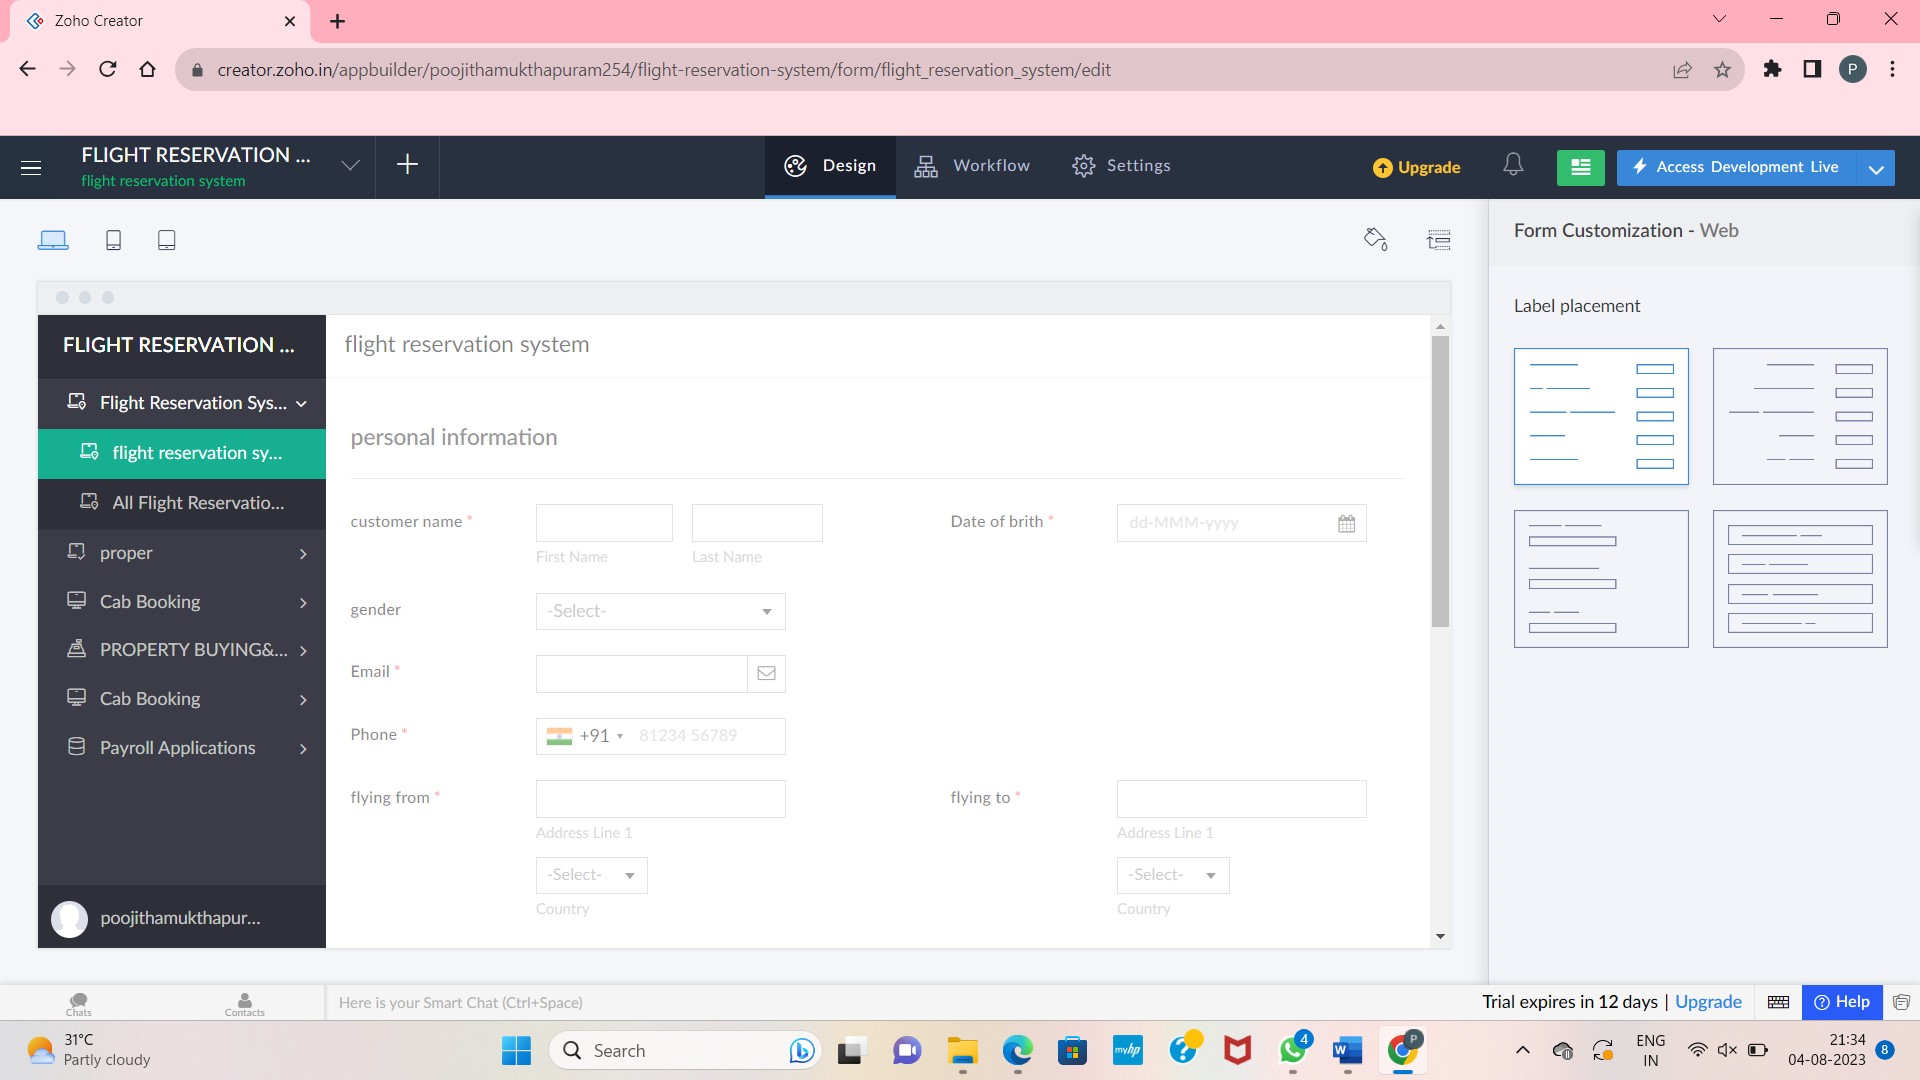 Zoho Creator
creator.zoho.in/appbuilder/poojithamukthapuram254/flight-reservation-system/form/flight_reservation_system/edit
P
FLIGHT RESERVATION ...
flight reservation system
Design
Workflow
Settings
Upgrade
Access Development Live
Form Customization - Web
Label placement
FLIGHT RESERVATION ...
Flight Reservation Sys...
flight reservation sy...
All Flight Reservatio...
proper
Cab Booking
PROPERTY BUYING&...
Cab Booking
Payroll Applications
poojithamukthapur...
flight reservation system
personal information
customer name *
First Name
Last Name
Date of brith *
dd-MMM-yyyy
gender
-Select-
Email *
Phone *
+91
81234 56789
flying from *
Address Line 1
-Select-
Country
flying to *
Address Line 1
-Select-
Country
Chats
Contacts
Here is your Smart Chat (Ctrl+Space)
Trial expires in 12 days | Upgrade
Help
31°C
Partly cloudy
Search
myhp
4
W
P
ENG
IN
21:34
04-08-2023
8